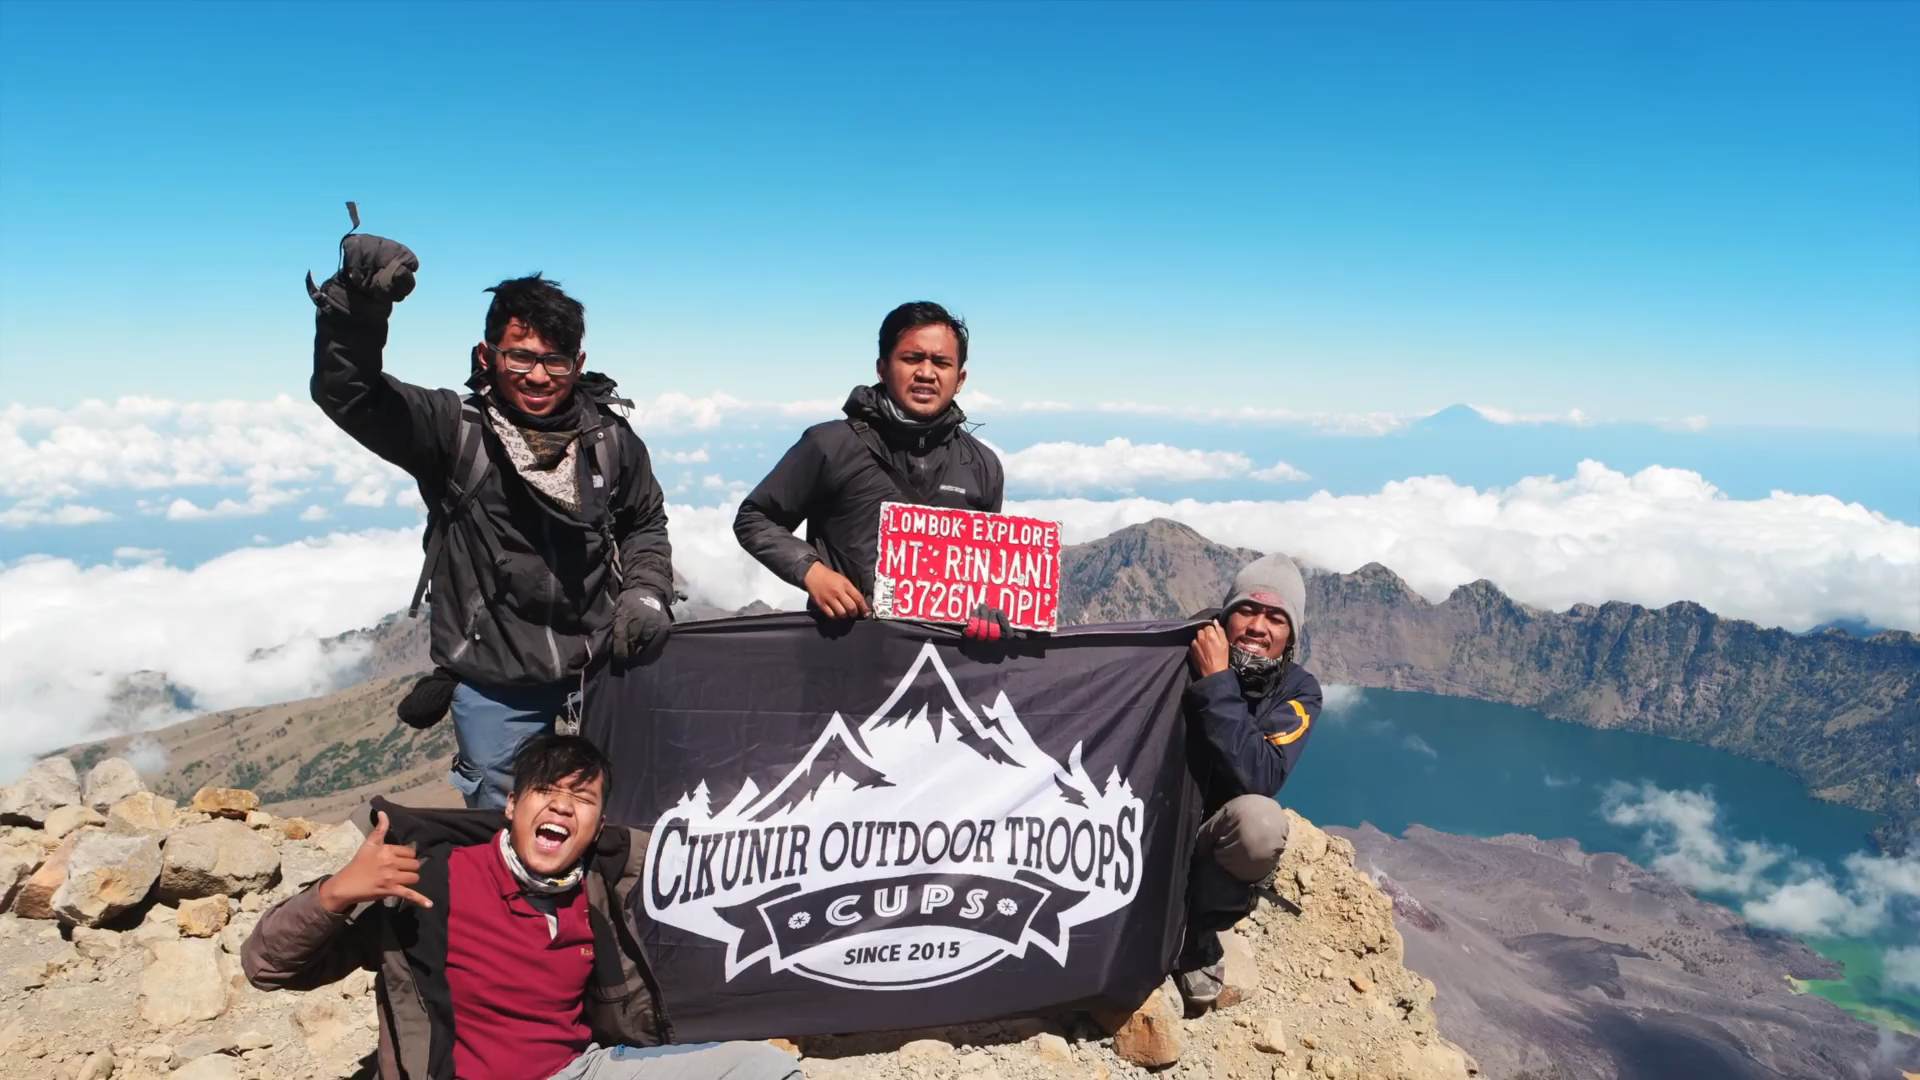 LOMBOK EXPLORE
MT. RINJANI
3726M DPL
CIKUNIR OUTDOOR TROOPS
CUPS
SINCE 2015